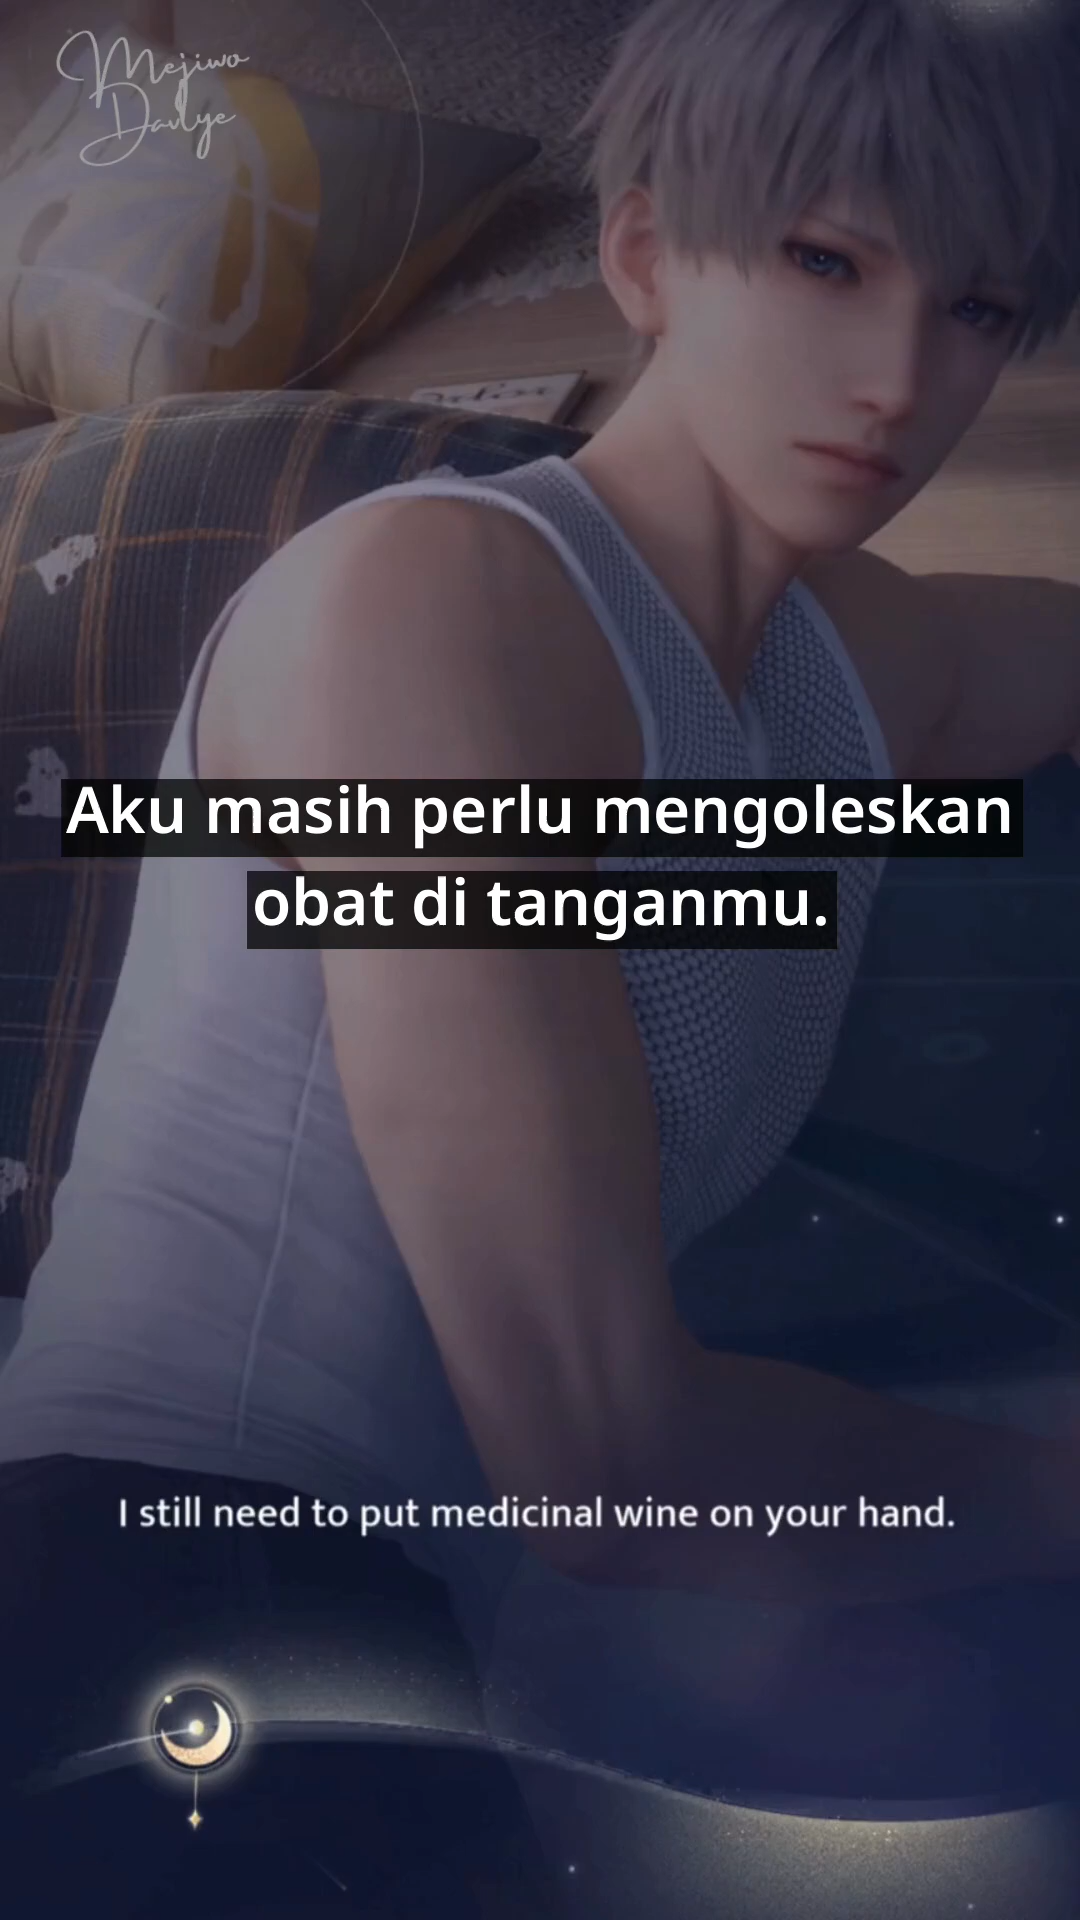 Mejiwo
Davlye
Aku masih perlu mengoleskan
obat di tanganmu.
I still need to put medicinal wine on your hand.